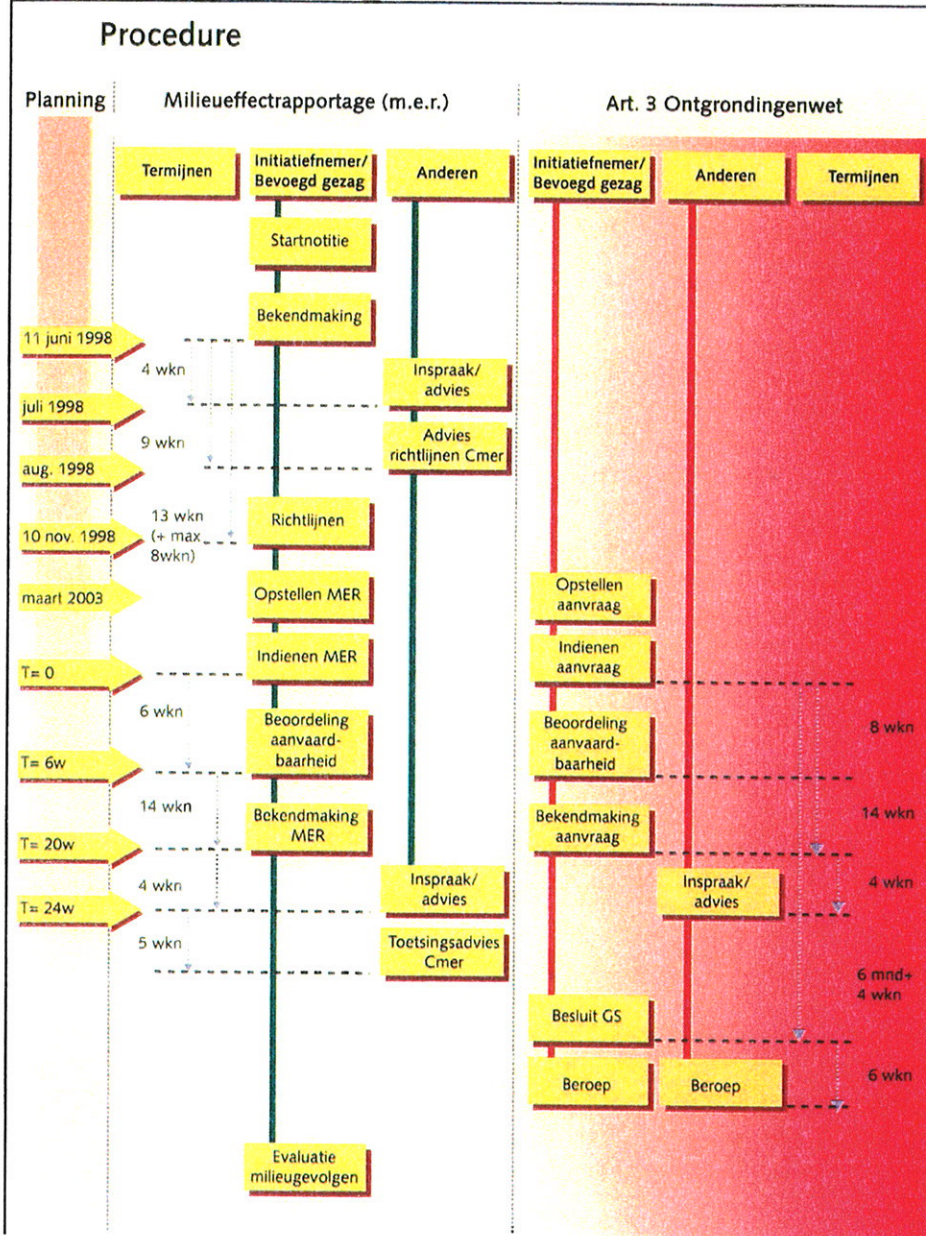 Procedure
Planning
Milieueffectrapportage (m.e.r.)
Art. 3 Ontgrondingenwet
Termijnen
Initiatiefnemer/
Bevoegd gezag
Anderen
Initiatiefnemer/
Bevoegd gezag
Anderen
Termijnen
Startnotitie
Bekendmaking
11 juni 1998
4 wkn
Inspraak/
advies
juli 1998
9 wkn
Advies
richtlijnen Cmer
aug. 1998
13 wkn
(+ max
8wkn)
Richtlijnen
10 nov. 1998
maart 2003
Opstellen MER
Opstellen
aanvraag
Indienen MER
Indienen
aanvraag
T= 0
6 wkn
Beoordeling
aanvaard-
baarheid
Beoordeling
aanvaard-
baarheid
8 wkn
T= 6w
14 wkn
Bekendmaking
MER
Bekendmaking
aanvraag
14 wkn
T= 20w
4 wkn
Inspraak/
advies
Inspraak/
advies
4 wkn
T= 24w
5 wkn
Toetsingsadvies
Cmer
6 mnd+
4 wkn
Besluit GS
Beroep
Beroep
6 wkn
Evaluatie
milieugevolgen